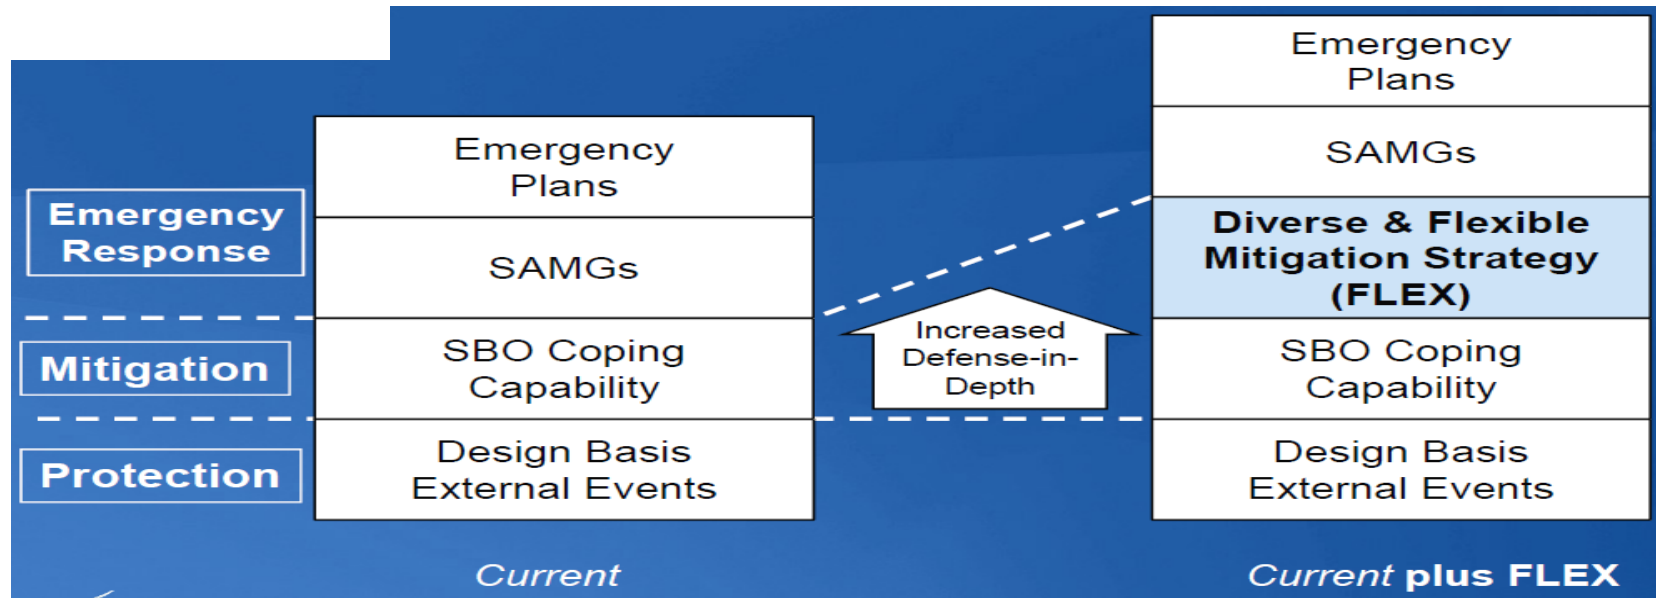 Emergency
Response
Mitigation
Protection
Emergency
Plans
SAMGs
SBO Coping
Capability
Design Basis
External Events
Current
Increased
Defense-in-
Depth
Emergency
Plans
SAMGs
Diverse & Flexible
Mitigation Strategy
(FLEX)
SBO Coping
Capability
Design Basis
External Events
Current plus FLEX